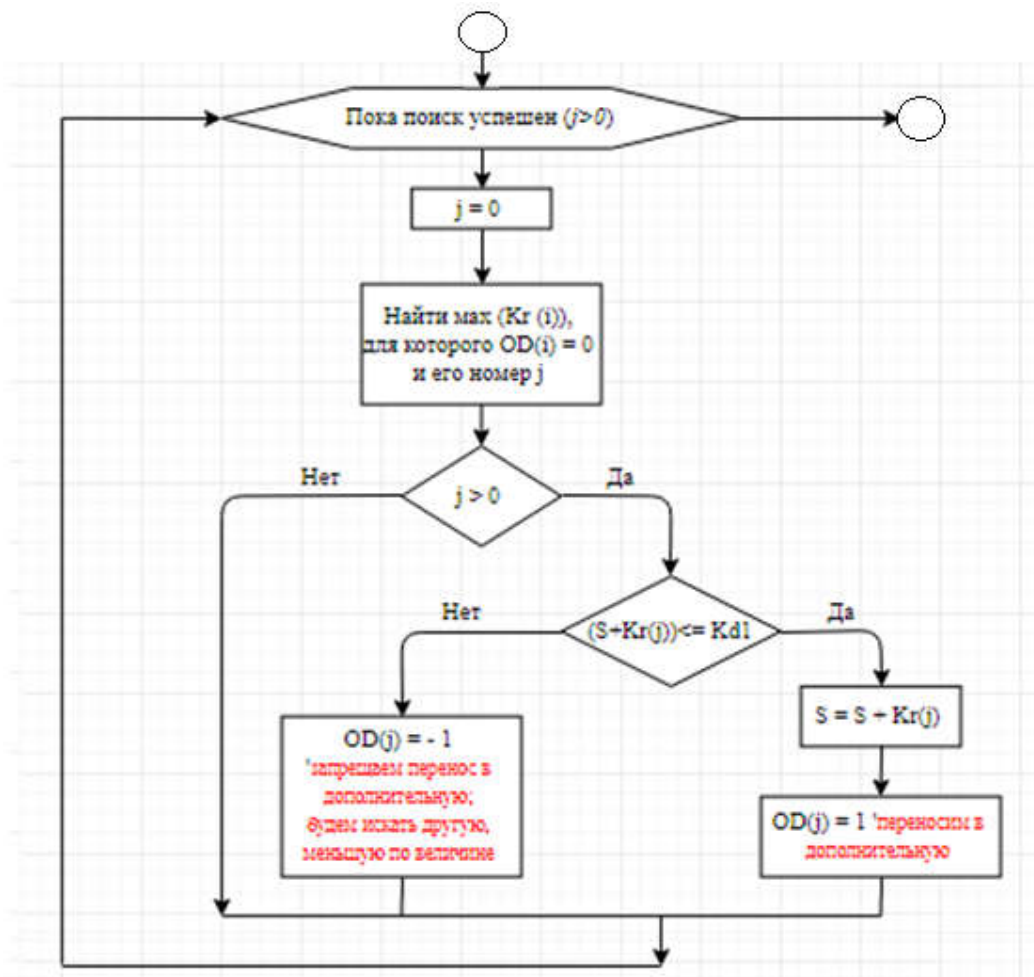 Пока поиск успешен (j>0)
j = 0
Найти мах (Kr (i)),
для которого OD(i) = 0
и его номер j
j > 0
Нет
Да
(S+Kr(j))<= Kd1
Нет
Да
OD(j) = - 1
'запрещаем перенос в
дополнительную;
будем искать другую,
меньшую по величине
S = S + Kr(j)
OD(j) = 1 'переносим в
дополнительную